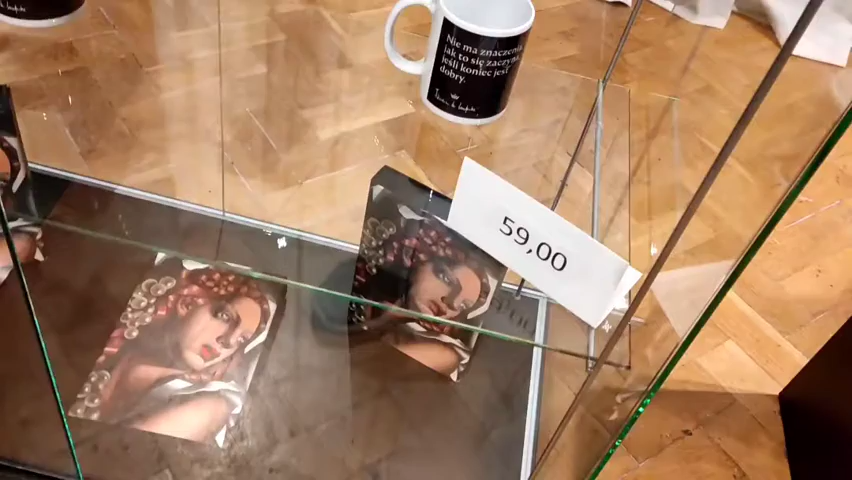 Nie ma znaczenia
jak to się zaczyna,
jeśli koniec jest
dobry.
59,00